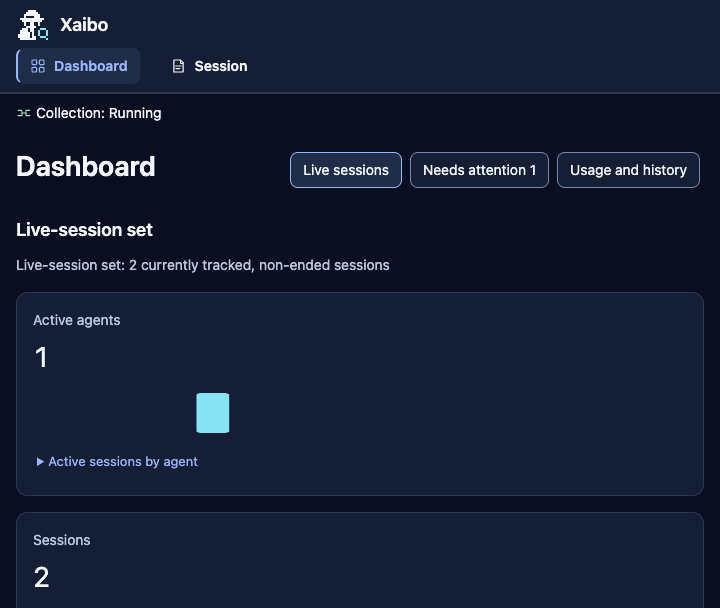 Xaibo
Dashboard
Session
Collection: Running
Dashboard
Live sessions
Needs attention 1
Usage and history
Live-session set
Live-session set: 2 currently tracked, non-ended sessions
Active agents
1
Active sessions by agent
Sessions
2